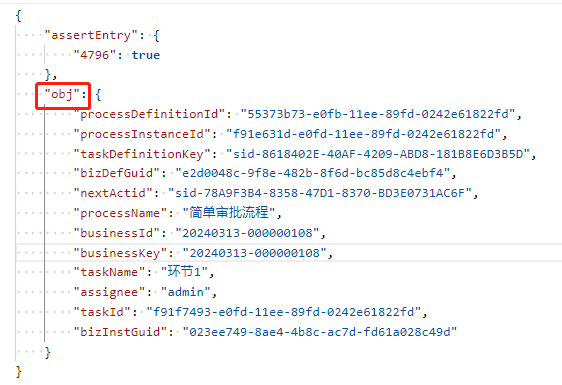 {
"assertEntry": {
"4796": true
},
"obj": {
"processDefinitionId": "55373b73-e0fb-11ee-89fd-0242e61822fd",
"processInstanceId": "f91e631d-e0fd-11ee-89fd-0242e61822fd",
"taskDefinitionKey": "sid-8618402E-40AF-4209-ABD8-181B8E6D3B5D",
"bizDefGuid": "e2d0048c-9f8e-482b-8f6d-bc85d8c4ebf4",
"nextActid": "sid-78A9F3B4-8358-47D1-8370-BD3E0731AC6F",
"processName": "简单审批流程",
"businessId": "20240313-000000108",
"businessKey": "20240313-000000108",
"taskName": "环节1",
"assignee": "admin",
"taskId": "f91f7493-e0fd-11ee-89fd-0242e61822fd",
"bizInstGuid": "023ee749-8ae4-4b8c-ac7d-fd61a028c49d"
}
}